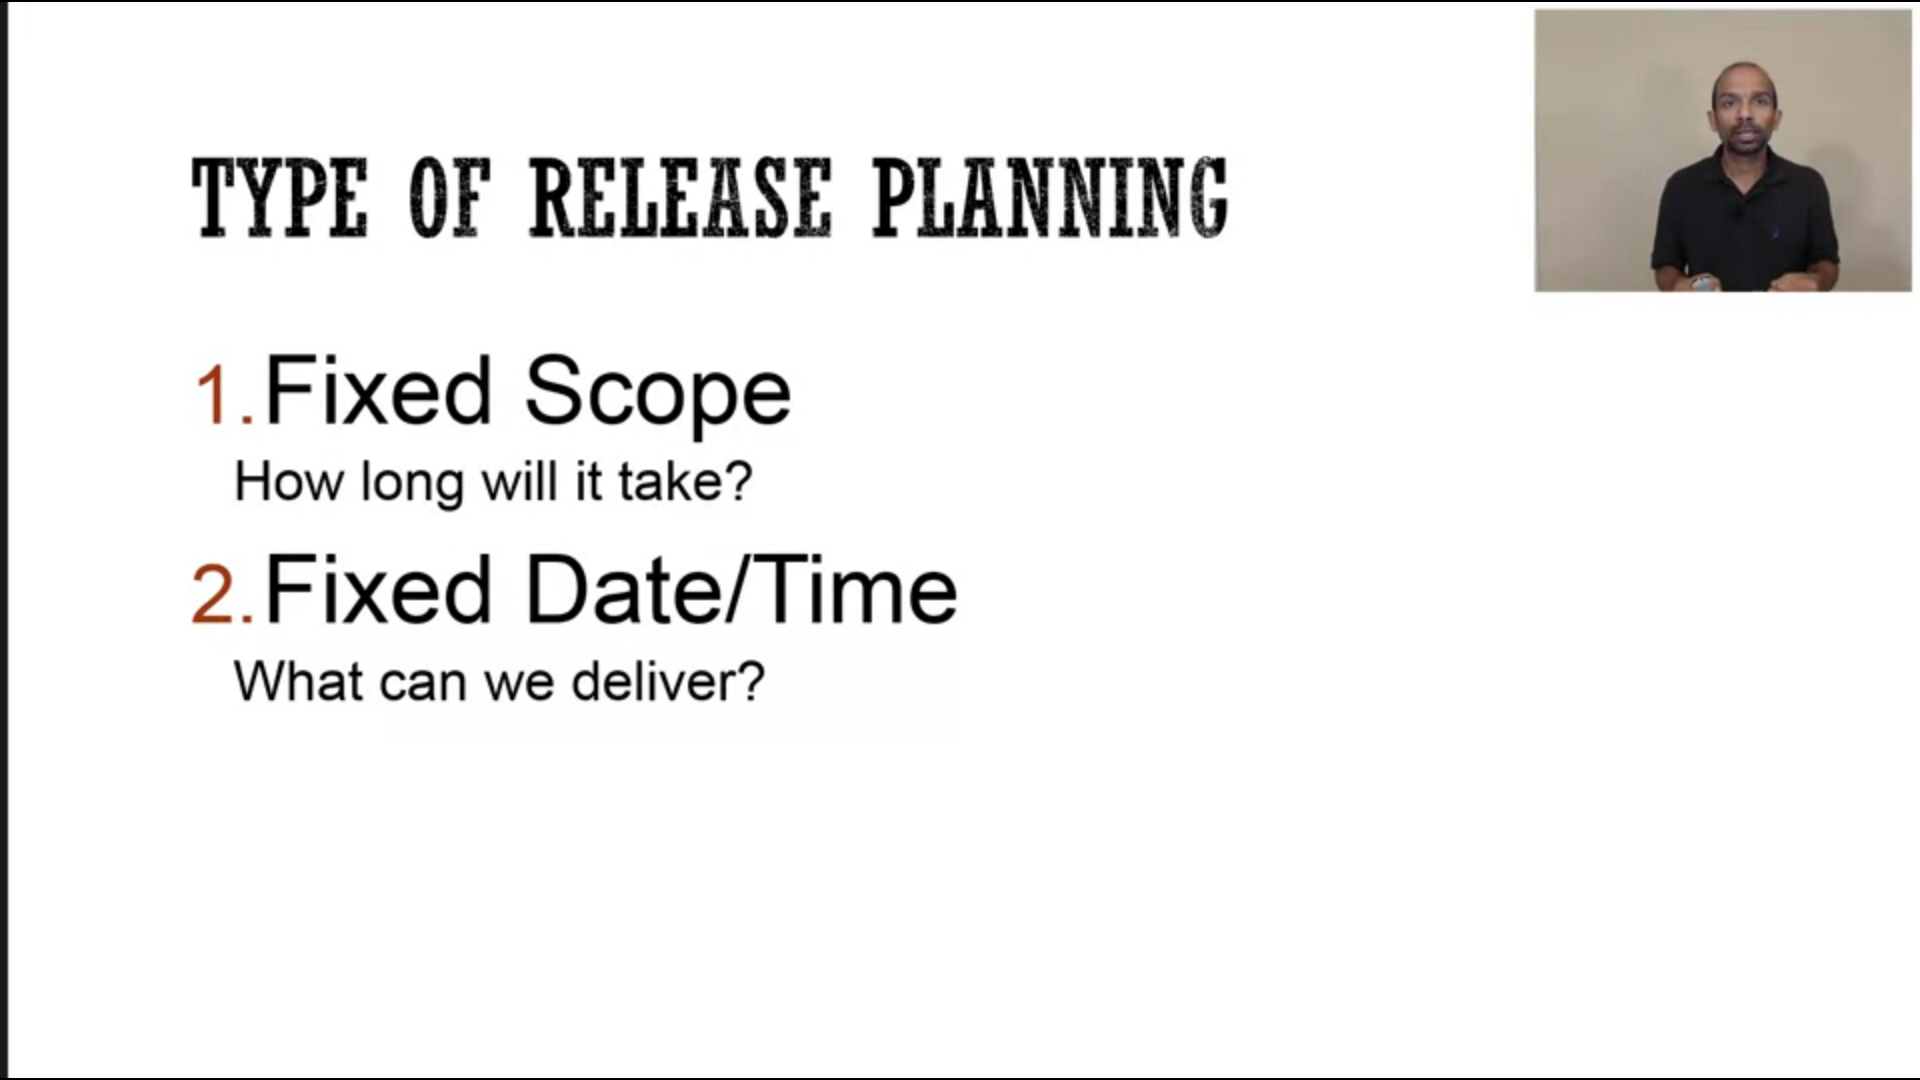 TYPE OF RELEASE PLANNING
1. Fixed Scope
How long will it take?
2. Fixed Date/Time
What can we deliver?